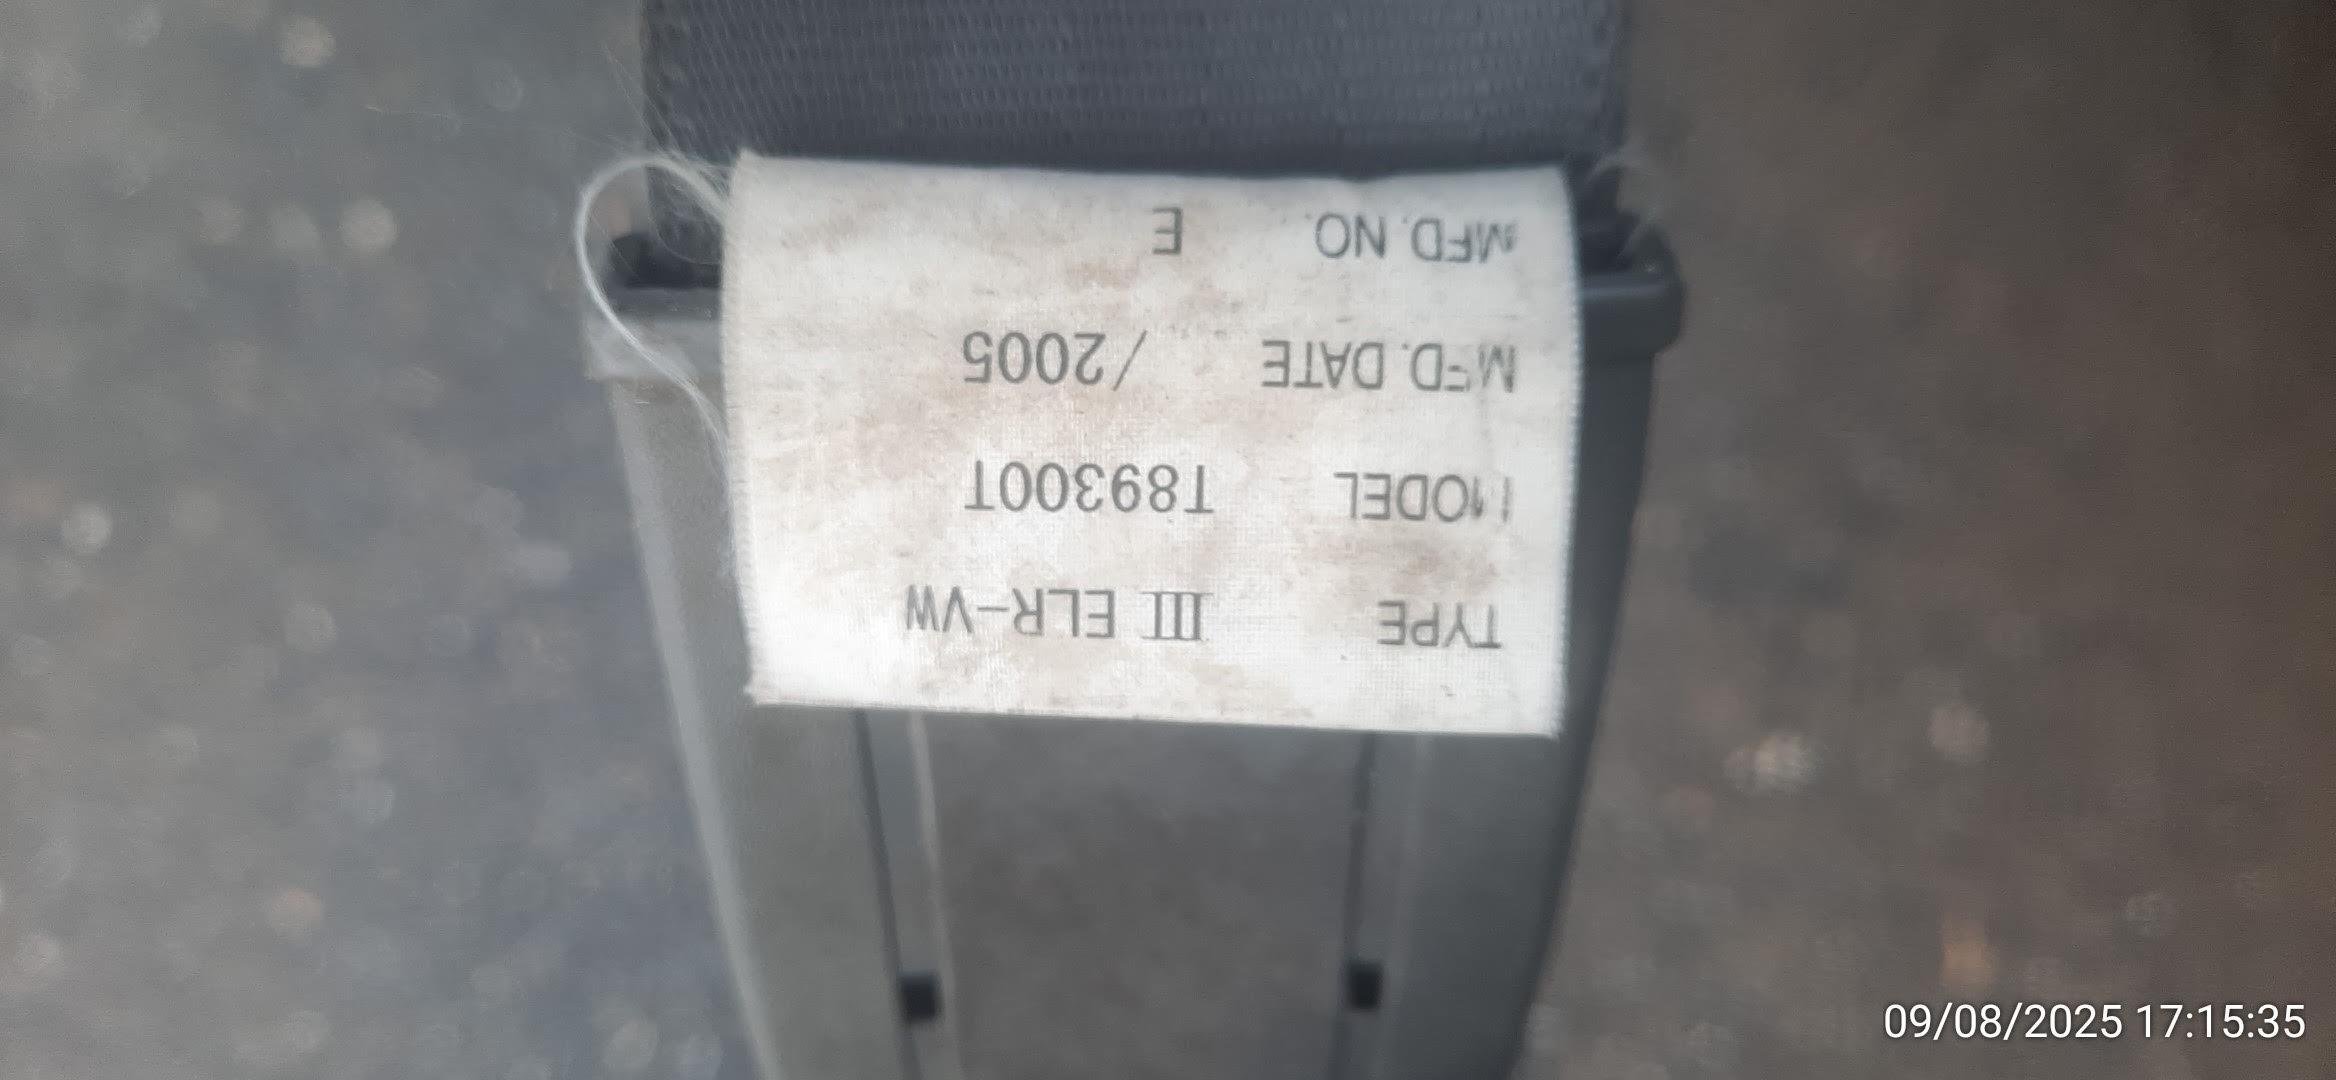 TYPE III ELR-VW
MODEL T89300T
MFD. DATE /2005
MFD. NO. E
09/08/2025 17:15:35